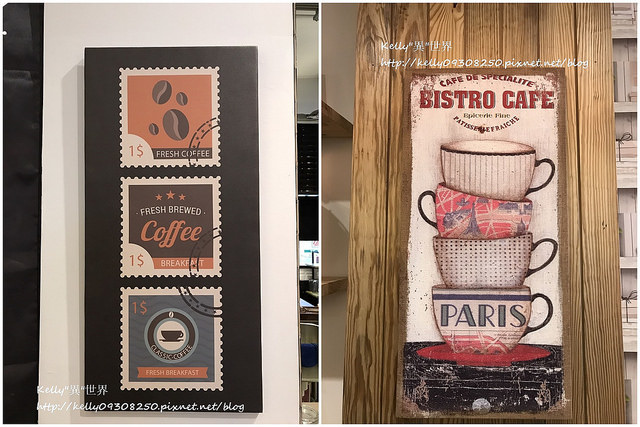 1$ FRESH COFFEE
FRESH BREWED
Coffee
1$ BREAKFAST
1$
CLASSIC COFFEE
FRESH BREAKFAST
Kelly"異"世界
http://kelly09308250.pixnet.net/blog
Kelly"異"世界
http://kelly09308250.pixnet.net/blog
CAFE DE SPECIALITE
BISTRO CAFE
Epicerie Fine
PATISSERIE FRAICHE
PARIS